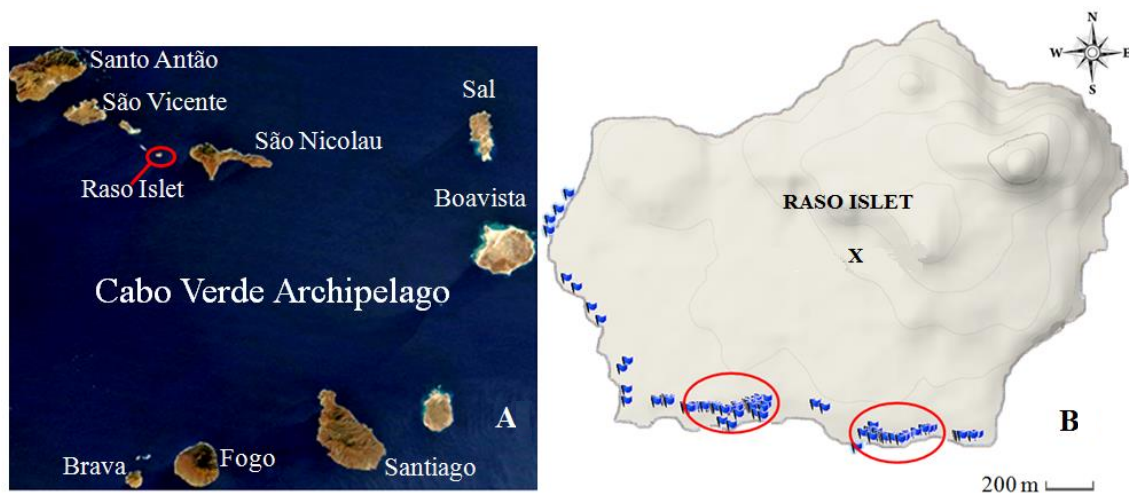 Santo Antão
São Vicente
Sal
São Nicolau
Raso Islet
Boavista
Cabo Verde Archipelago
A
Brava
Fogo
Santiago
N
W
E
S
RASO ISLET
X
B
200 m